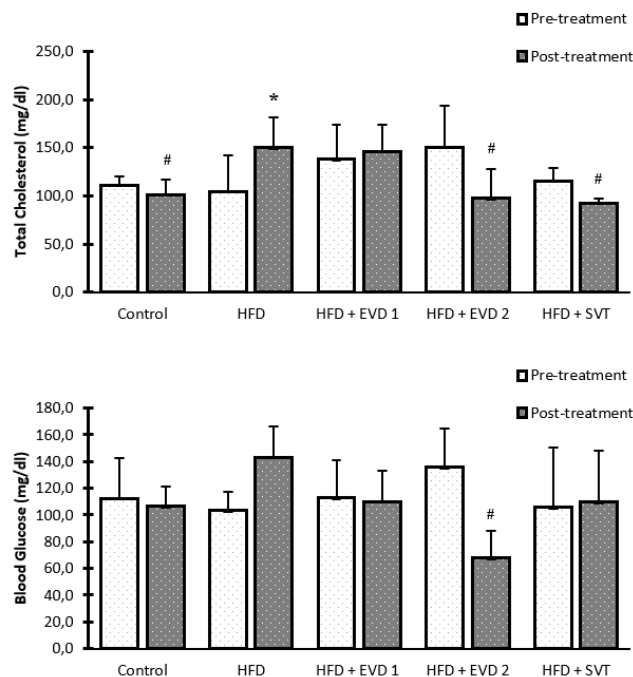 Pre-treatment
Post-treatment
Total Cholesterol (mg/dl)
250,0
200,0
150,0
100,0
50,0
0,0
#
*
#
#
Control HFD HFD + EVD 1 HFD + EVD 2 HFD + SVT
Pre-treatment
Post-treatment
Blood Glucose (mg/dl)
180,0
160,0
140,0
120,0
100,0
80,0
60,0
40,0
20,0
0,0
#
Control HFD HFD + EVD 1 HFD + EVD 2 HFD + SVT